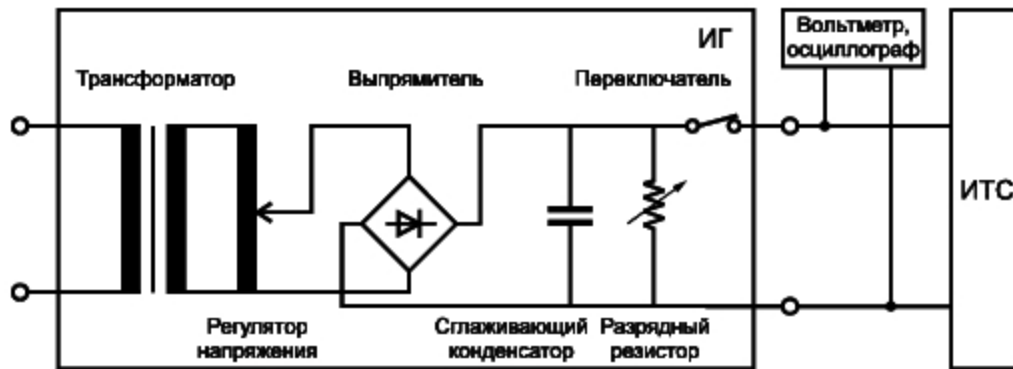 ИГ
Вольтметр,
осциллограф
Трансформатор
Выпрямитель
Переключатель
ИТС
Регулятор
напряжения
Сглаживающий
конденсатор
Разрядный
резистор